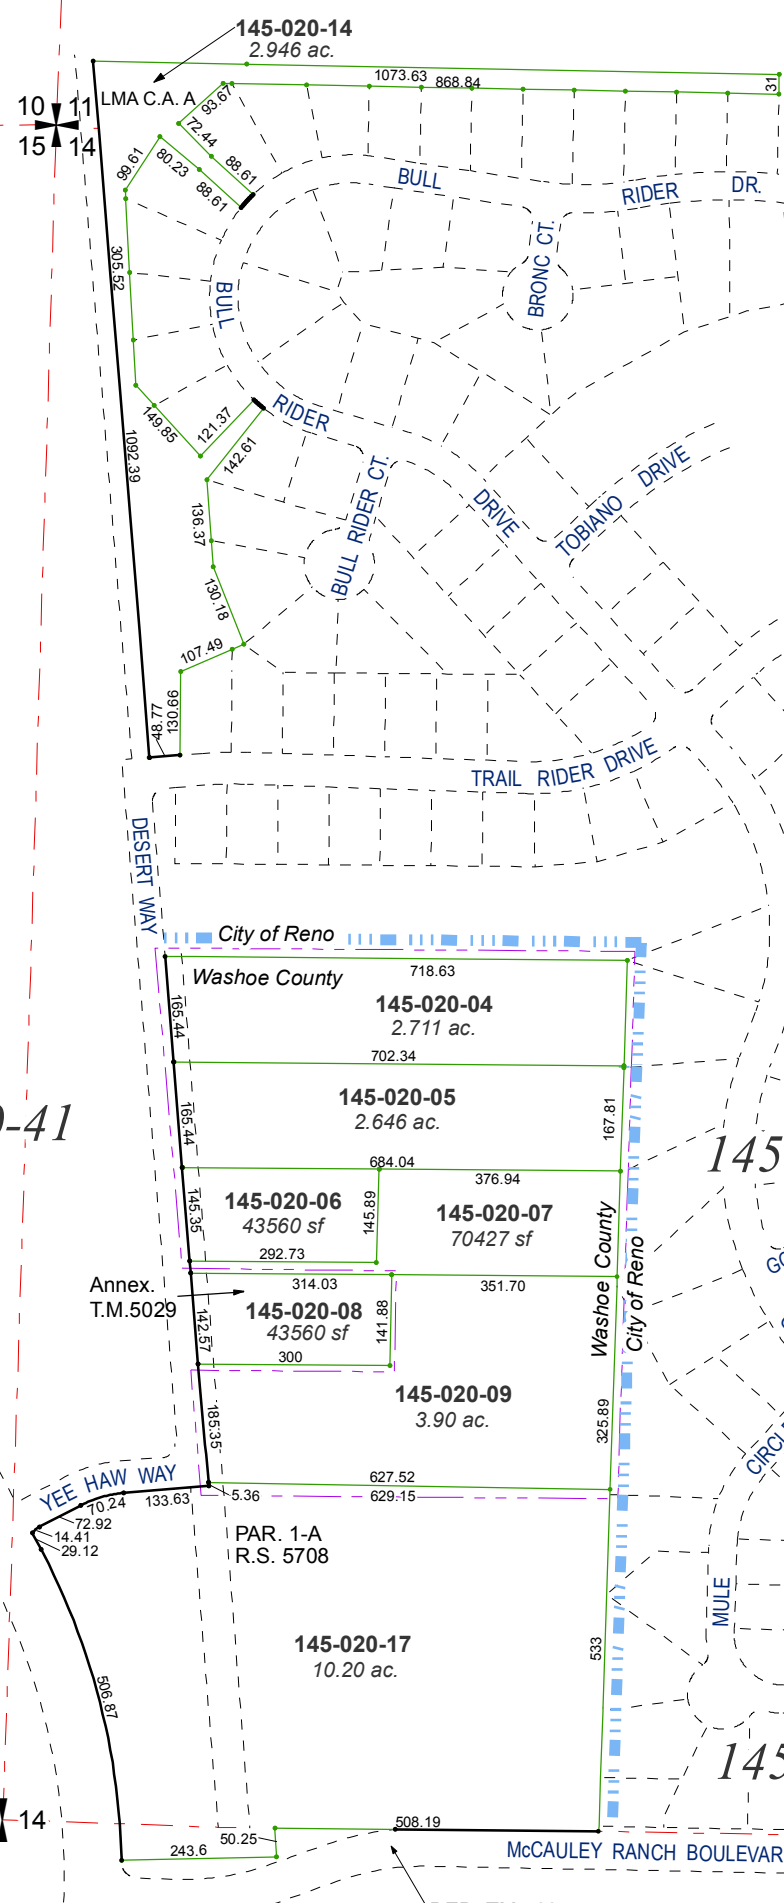 145-020-14
2.946 ac.
1073.63
868.84
31
LMA C.A. A
93.67
10
11
15
14
72.44
88.61
80.23
88.61
99.61
BULL
RIDER
DR.
BRONC CT.
305.52
BULL
RIDER
149.85
121.37
142.61
1092.39
BULL RIDER CT.
DRIVE
TOBIANO DRIVE
136.37
130.18
107.49
130.66
48.77
TRAIL RIDER DRIVE
DESERT WAY
City of Reno
Washoe County
718.63
145-020-04
2.711 ac.
165.44
702.34
145-020-05
2.646 ac.
167.81
165.44
684.04
376.94
145-020-06
43560 sf
145.89
145-020-07
70427 sf
145.35
292.73
Washoe County
City of Reno
Annex.
T.M.5029
314.03
351.70
145-020-08
43560 sf
141.88
142.57
300
145-020-09
3.90 ac.
325.89
185.35
627.52
629.15
5.36
YEE HAW WAY
133.63
70.24
72.92
14.41
29.12
PAR. 1-A
R.S. 5708
145-020-17
10.20 ac.
533
506.87
MULE
-41
145
145
14
508.19
50.25
243.6
McCAULEY RANCH BOULEVAR